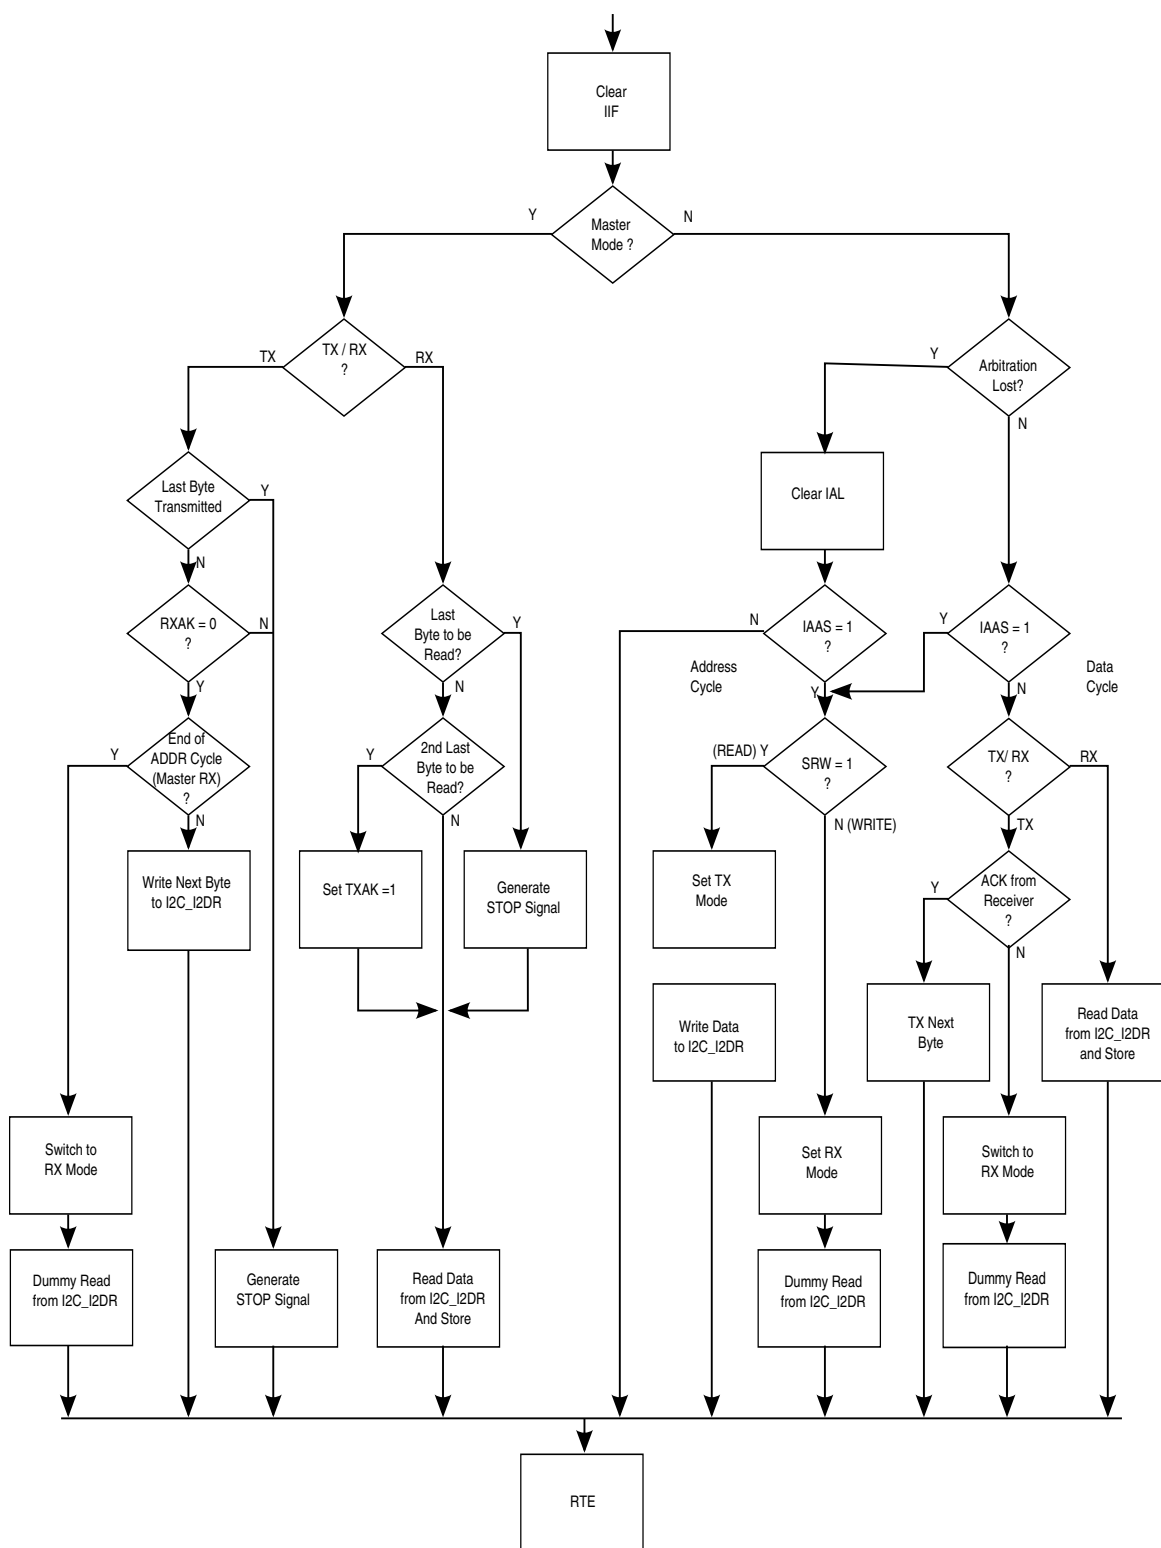 Clear
IIF
Y
N
Master
Mode ?
TX
TX / RX
?
RX
Y
Arbitration
Lost?
N
Last Byte
Transmitted
Y
N
Clear IAL
RXAK = 0
?
N
Y
Last
Byte to be
Read?
Y
N
N
IAAS = 1
?
Y
Y
IAAS = 1
?
N
Address
Cycle
Data
Cycle
Y
End of
ADDR Cycle
(Master RX)
?
N
Y
2nd Last
Byte to be
Read?
N
(READ) Y
SRW = 1
?
N (WRITE)
TX/ RX
?
RX
TX
Write Next Byte
to I2C_I2DR
Set TXAK =1
Generate
STOP Signal
Set TX
Mode
Y
ACK from
Receiver
?
N
Write Data
to I2C_I2DR
TX Next
Byte
Read Data
from I2C_I2DR
and Store
Switch to
RX Mode
Set RX
Mode
Switch to
RX Mode
Dummy Read
from I2C_I2DR
Generate
STOP Signal
Read Data
from I2C_I2DR
And Store
Dummy Read
from I2C_I2DR
Dummy Read
from I2C_I2DR
RTE